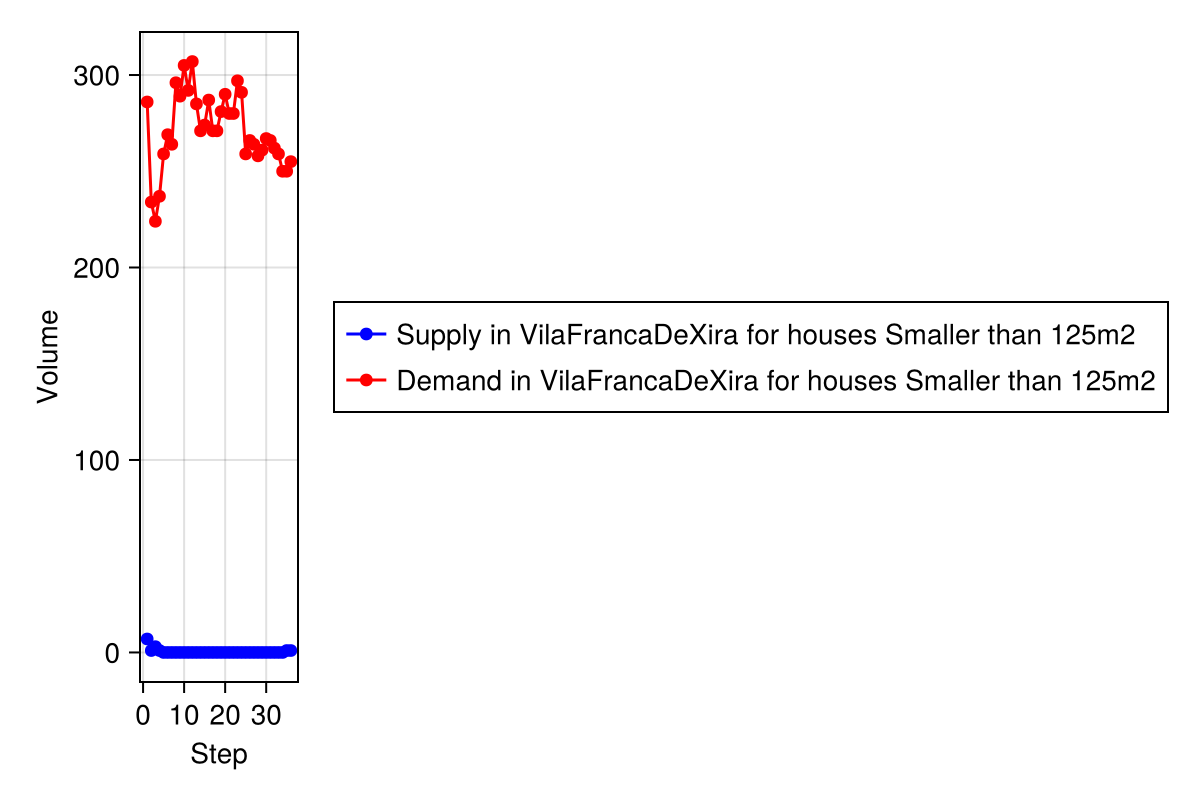 300
200
100
0
Volume
0 10 20 30
Step
Supply in VilaFrancaDeXira for houses Smaller than 125m2
Demand in VilaFrancaDeXira for houses Smaller than 125m2